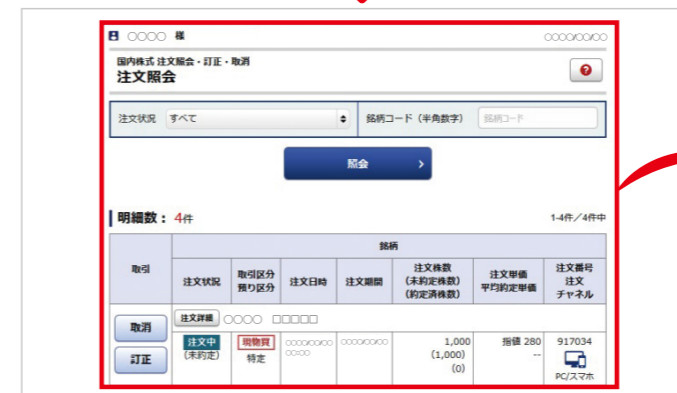 ○○○○ 様
○○○○/○○/○○
国内株式 注文照会・訂正・取消
注文照会
?
注文状況 すべて
銘柄コード（半角数字） 銘柄コード
照会 >
明細数： 4件
1-4件／4件中
銘柄
取引
注文状況
取引区分
預り区分
注文日時
注文期間
注文株数
(未約定株数)
(約定済株数)
注文単価
平均約定単価
注文番号
注文
チャネル
取消
訂正
注文詳細 ○○○○ □□□□□
注文中
(未約定)
現物買
特定
○○○○/○○/○○
○○:○○
○○○○/○○/○○
1,000
(1,000)
(0)
指値 280
--
917034
PC/スマホ